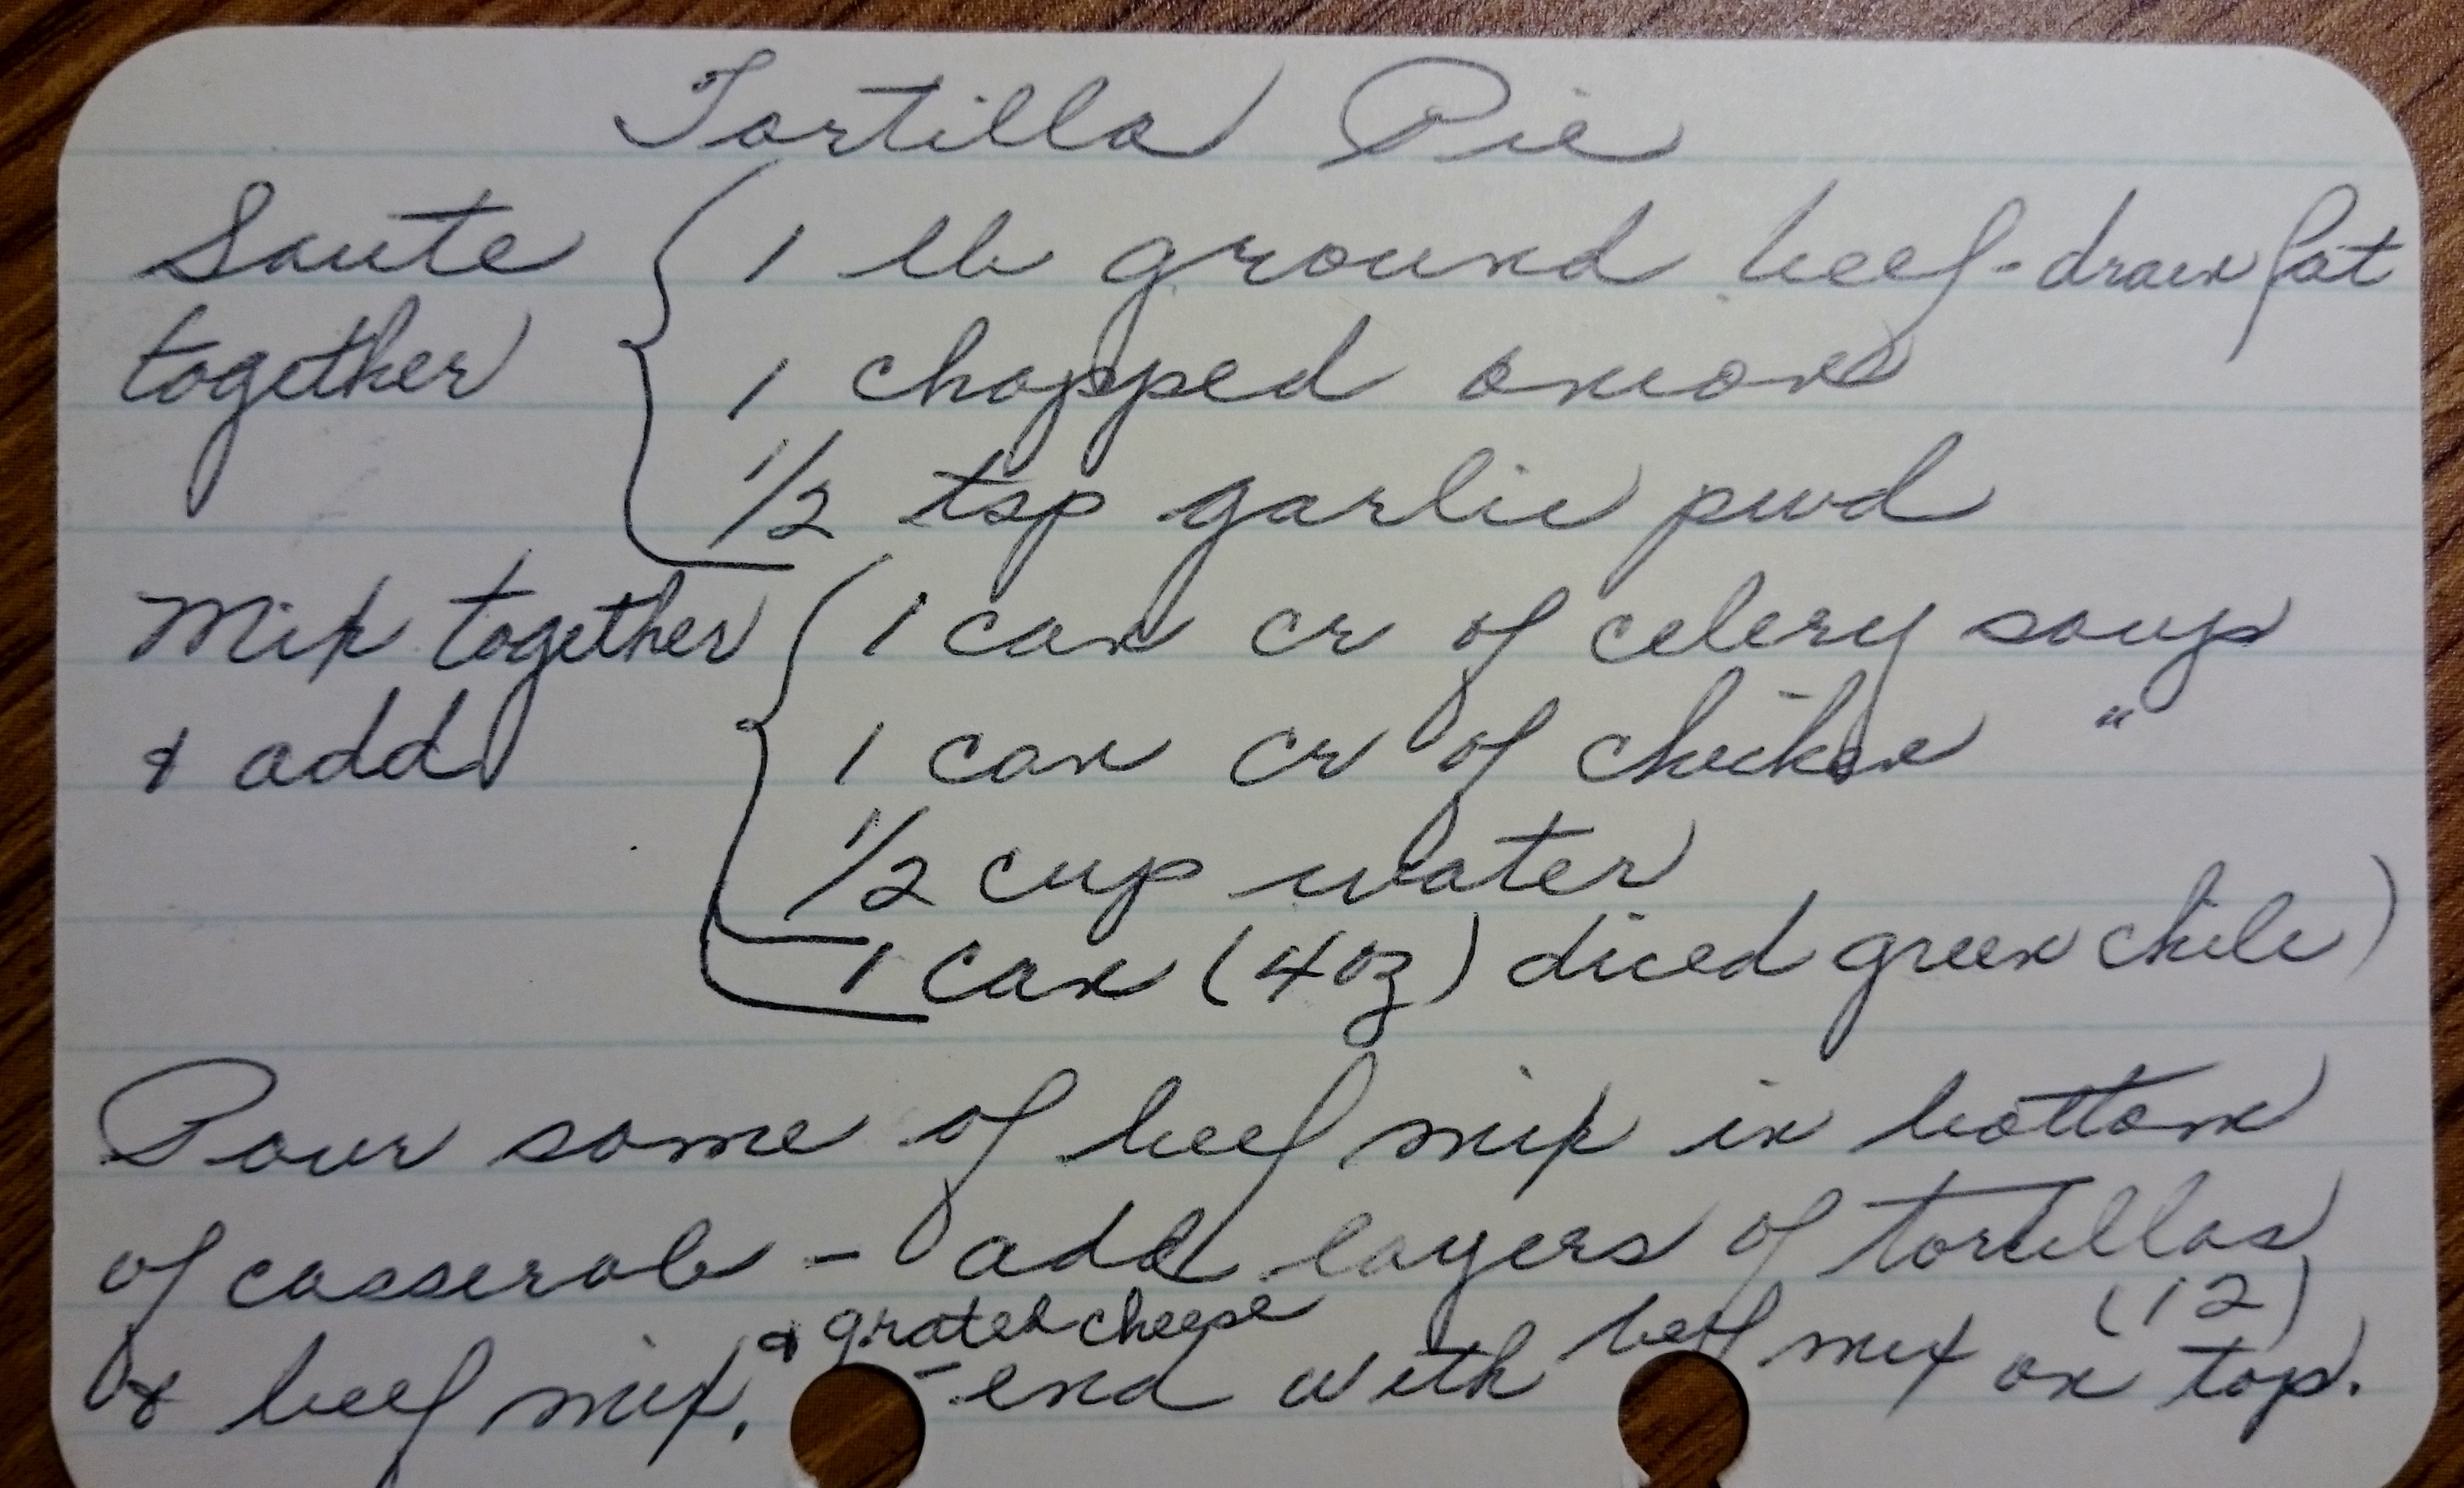 Tortilla Pie
Saute together { 1 lb ground beef - drain fat
1 chopped onion
1/2 tsp garlic pwd
Mix together & add { 1 can cr of celery soup
1 can cr of chicken "
1/2 cup water
1 can (4 oz) diced green chile)
Pour some of beef mix in bottom
of casserole - add layers of tortillas
(12)
& beef mix, & grated cheese - end with beef mix on top.